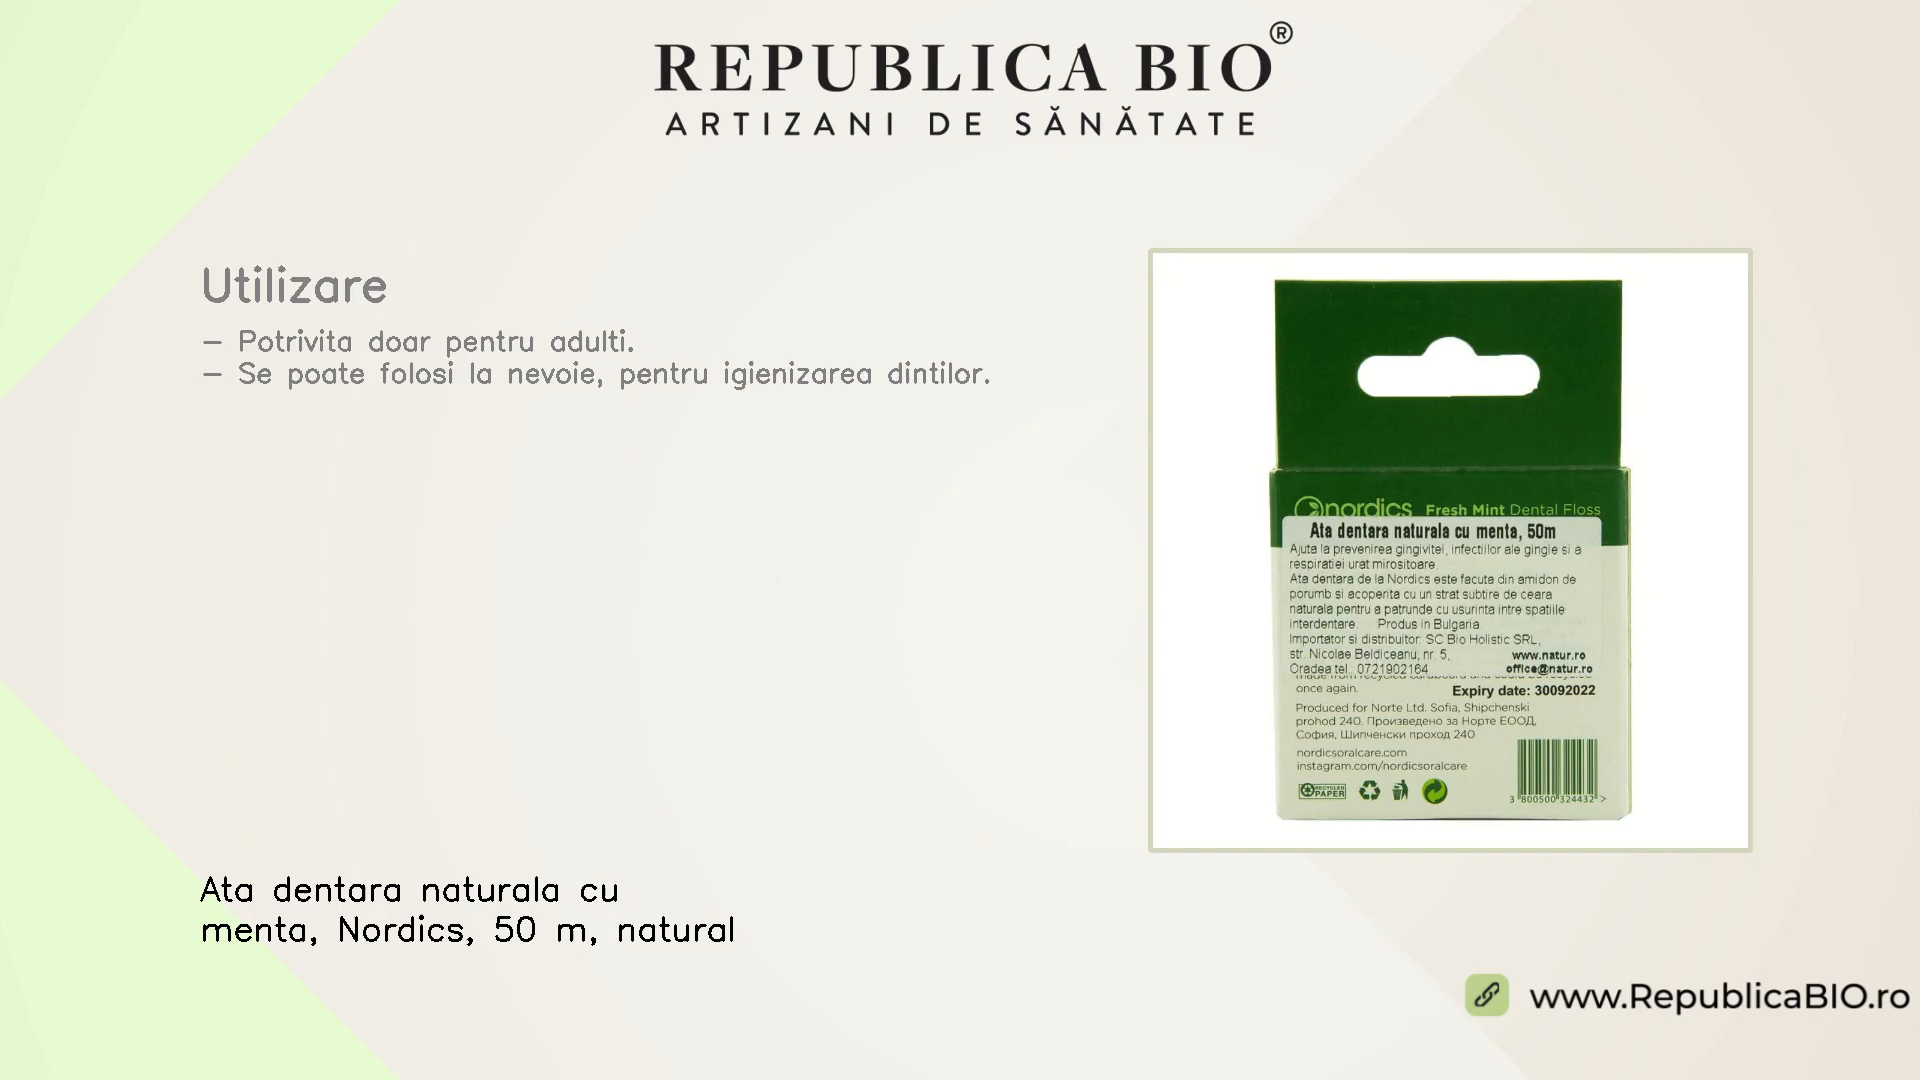 REPUBLICA BIO®
ARTIZANI DE SĂNĂTATE
Utilizare
– Potrivita doar pentru adulti.
– Se poate folosi la nevoie, pentru igienizarea dintilor.
nordics Fresh Mint Dental Floss
Ata dentara naturala cu menta, 50m
Ajuta la prevenirea gingivitei, infectiilor ale gingie si a
respiratiei urat mirositoare.
Ata dentara de la Nordics este facuta din amidon de
porumb si acoperita cu un strat subtire de ceara
naturala pentru a patrunde cu usurinta intre spatiile
interdentare. Produs in Bulgaria.
Importator si distribuitor: SC Bio Holistic SRL,
str. Nicolae Beldiceanu, nr. 5, www.natur.ro
Oradea tel.: 0721902164 office@natur.ro
once again. Expiry date: 30092022
Produced for Norte Ltd. Sofia, Shipchenski
prohod 240. Произведено за Норте ЕООД,
София, Шипченски проход 240
nordicsoralcare.com
instagram.com/nordicsoralcare
RECYCLED
PAPER
3 800500 324432 >
Ata dentara naturala cu
menta, Nordics, 50 m, natural
www.RepublicaBIO.ro